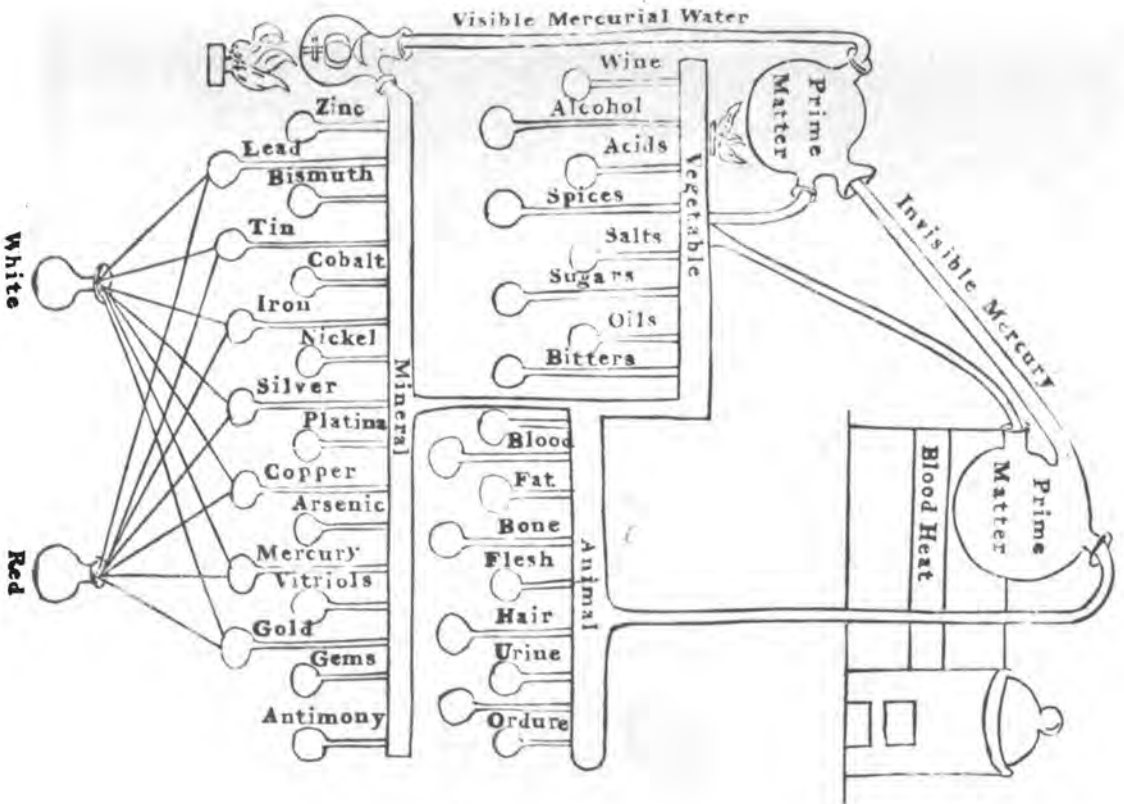 Visible Mercurial Water
Prime
Matter
Invisible Mercury
Prime
Matter
Blood Heat
Vegetable
Wine
Alcohol
Acids
Spices
Salts
Sugars
Oils
Bitters
Mineral
Zinc
Lead
Bismuth
Tin
Cobalt
Iron
Nickel
Silver
Platina
Copper
Arsenic
Mercury
Vitriols
Gold
Gems
Antimony
Animal
Blood
Fat
Bone
Flesh
Hair
Urine
Ordure
White
Red